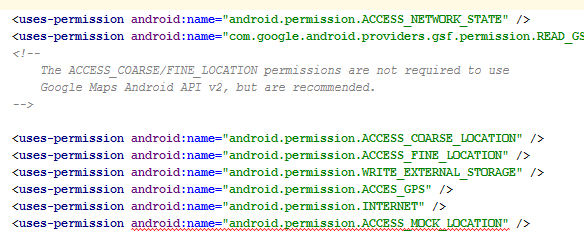 <uses-permission android:name="android.permission.ACCESS_NETWORK_STATE" />
<uses-permission android:name="com.google.android.providers.gsf.permission.READ_GS
<!--
The ACCESS_COARSE/FINE_LOCATION permissions are not required to use
Google Maps Android API v2, but are recommended.
-->
<uses-permission android:name="android.permission.ACCESS_COARSE_LOCATION" />
<uses-permission android:name="android.permission.ACCESS_FINE_LOCATION" />
<uses-permission android:name="android.permission.WRITE_EXTERNAL_STORAGE" />
<uses-permission android:name="android.permission.ACCES_GPS" />
<uses-permission android:name="android.permission.INTERNET" />
<uses-permission android:name="android.permission.ACCESS_MOCK_LOCATION" />